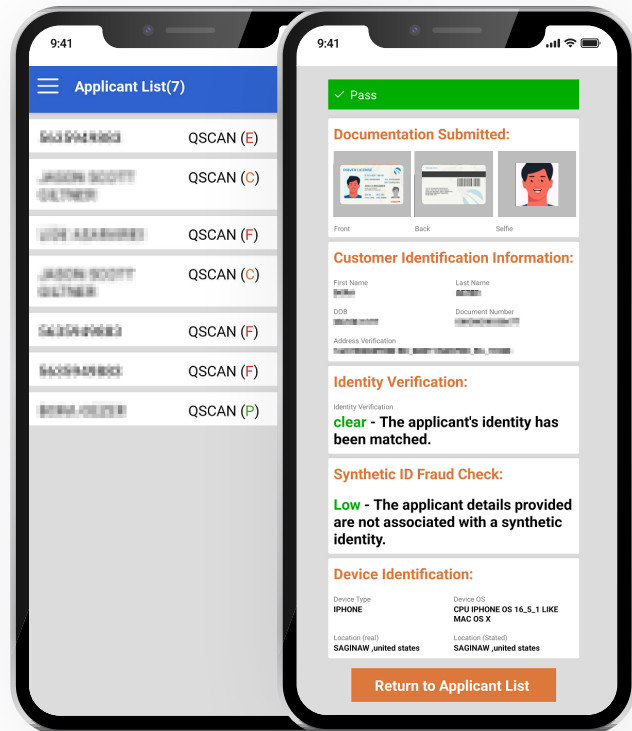 9:41
Applicant List(7)
QSCAN (E)
QSCAN (C)
QSCAN (F)
QSCAN (C)
QSCAN (F)
QSCAN (F)
QSCAN (P)
9:41
Pass
Documentation Submitted:
DRIVER LICENSE
Front Back Selfie
Customer Identification Information:
First Name Last Name
DOB Document Number
Address Verification
Identity Verification:
Identity Verification
clear - The applicant's identity has
been matched.
Synthetic ID Fraud Check:
Low - The applicant details provided
are not associated with a synthetic
identity.
Device Identification:
Device Type Device OS
IPHONE CPU IPHONE OS 16_5_1 LIKE
MAC OS X
Location (real) Location (Stated)
SAGINAW ,united states SAGINAW ,united states
Return to Applicant List